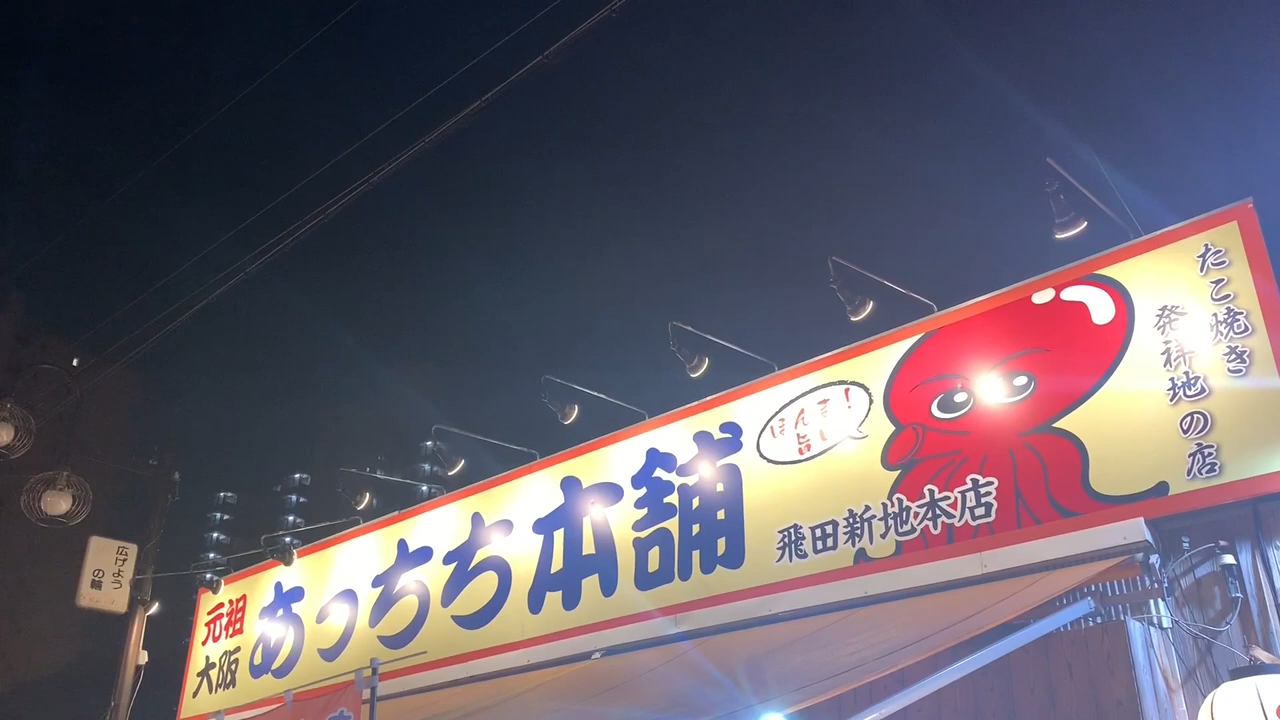 元祖
大阪
あっちち本舗
ほんま!
旨い
飛田新地本店
たこ焼き
発祥地の店
広げよう
の輪